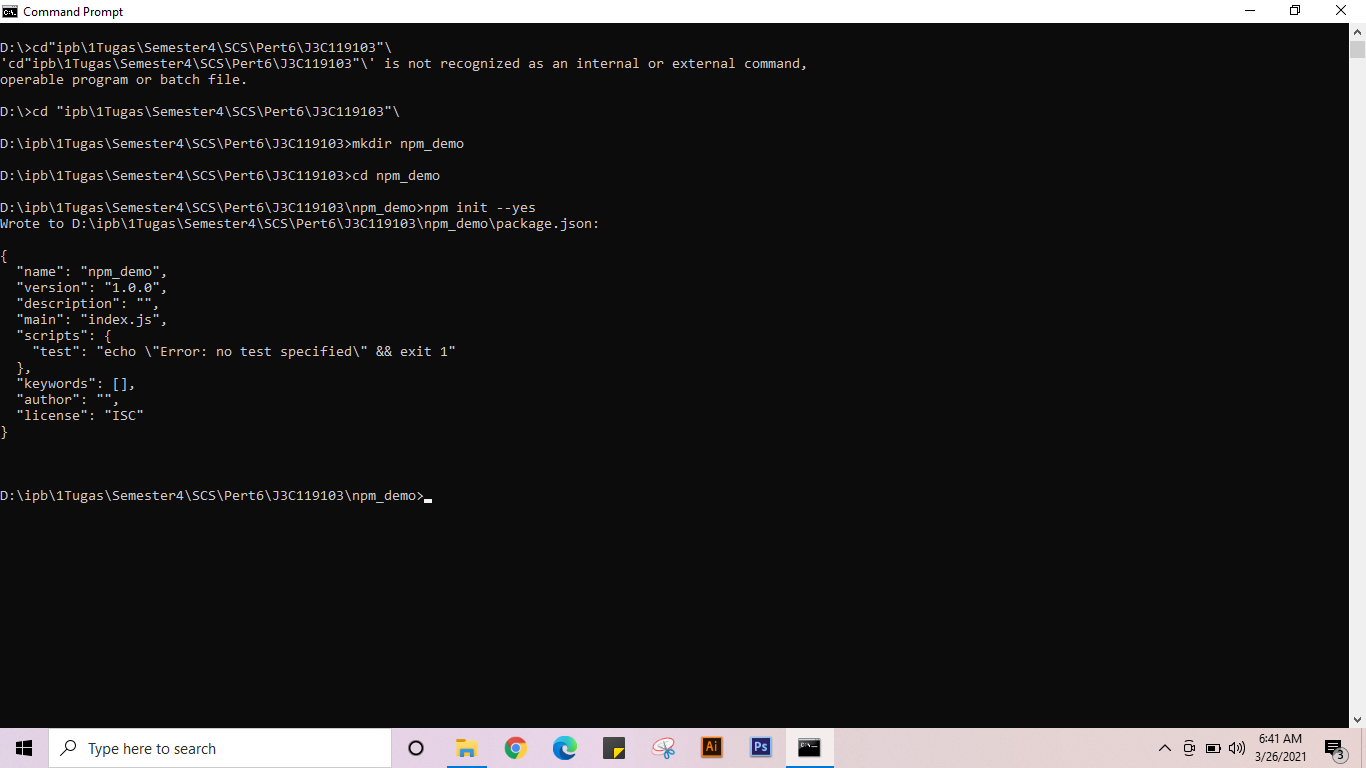 Command Prompt
D:\>cd"ipb\1Tugas\Semester4\SCS\Pert6\J3C119103"\
'cd"ipb\1Tugas\Semester4\SCS\Pert6\J3C119103"\' is not recognized as an internal or external command,
operable program or batch file.
D:\>cd "ipb\1Tugas\Semester4\SCS\Pert6\J3C119103"\
D:\ipb\1Tugas\Semester4\SCS\Pert6\J3C119103>mkdir npm_demo
D:\ipb\1Tugas\Semester4\SCS\Pert6\J3C119103>cd npm_demo
D:\ipb\1Tugas\Semester4\SCS\Pert6\J3C119103\npm_demo>npm init --yes
Wrote to D:\ipb\1Tugas\Semester4\SCS\Pert6\J3C119103\npm_demo\package.json:
{
  "name": "npm_demo",
  "version": "1.0.0",
  "description": "",
  "main": "index.js",
  "scripts": {
    "test": "echo \"Error: no test specified\" && exit 1"
  },
  "keywords": [],
  "author": "",
  "license": "ISC"
}
D:\ipb\1Tugas\Semester4\SCS\Pert6\J3C119103\npm_demo>
Type here to search
Ai
Ps
6:41 AM
3/26/2021
3